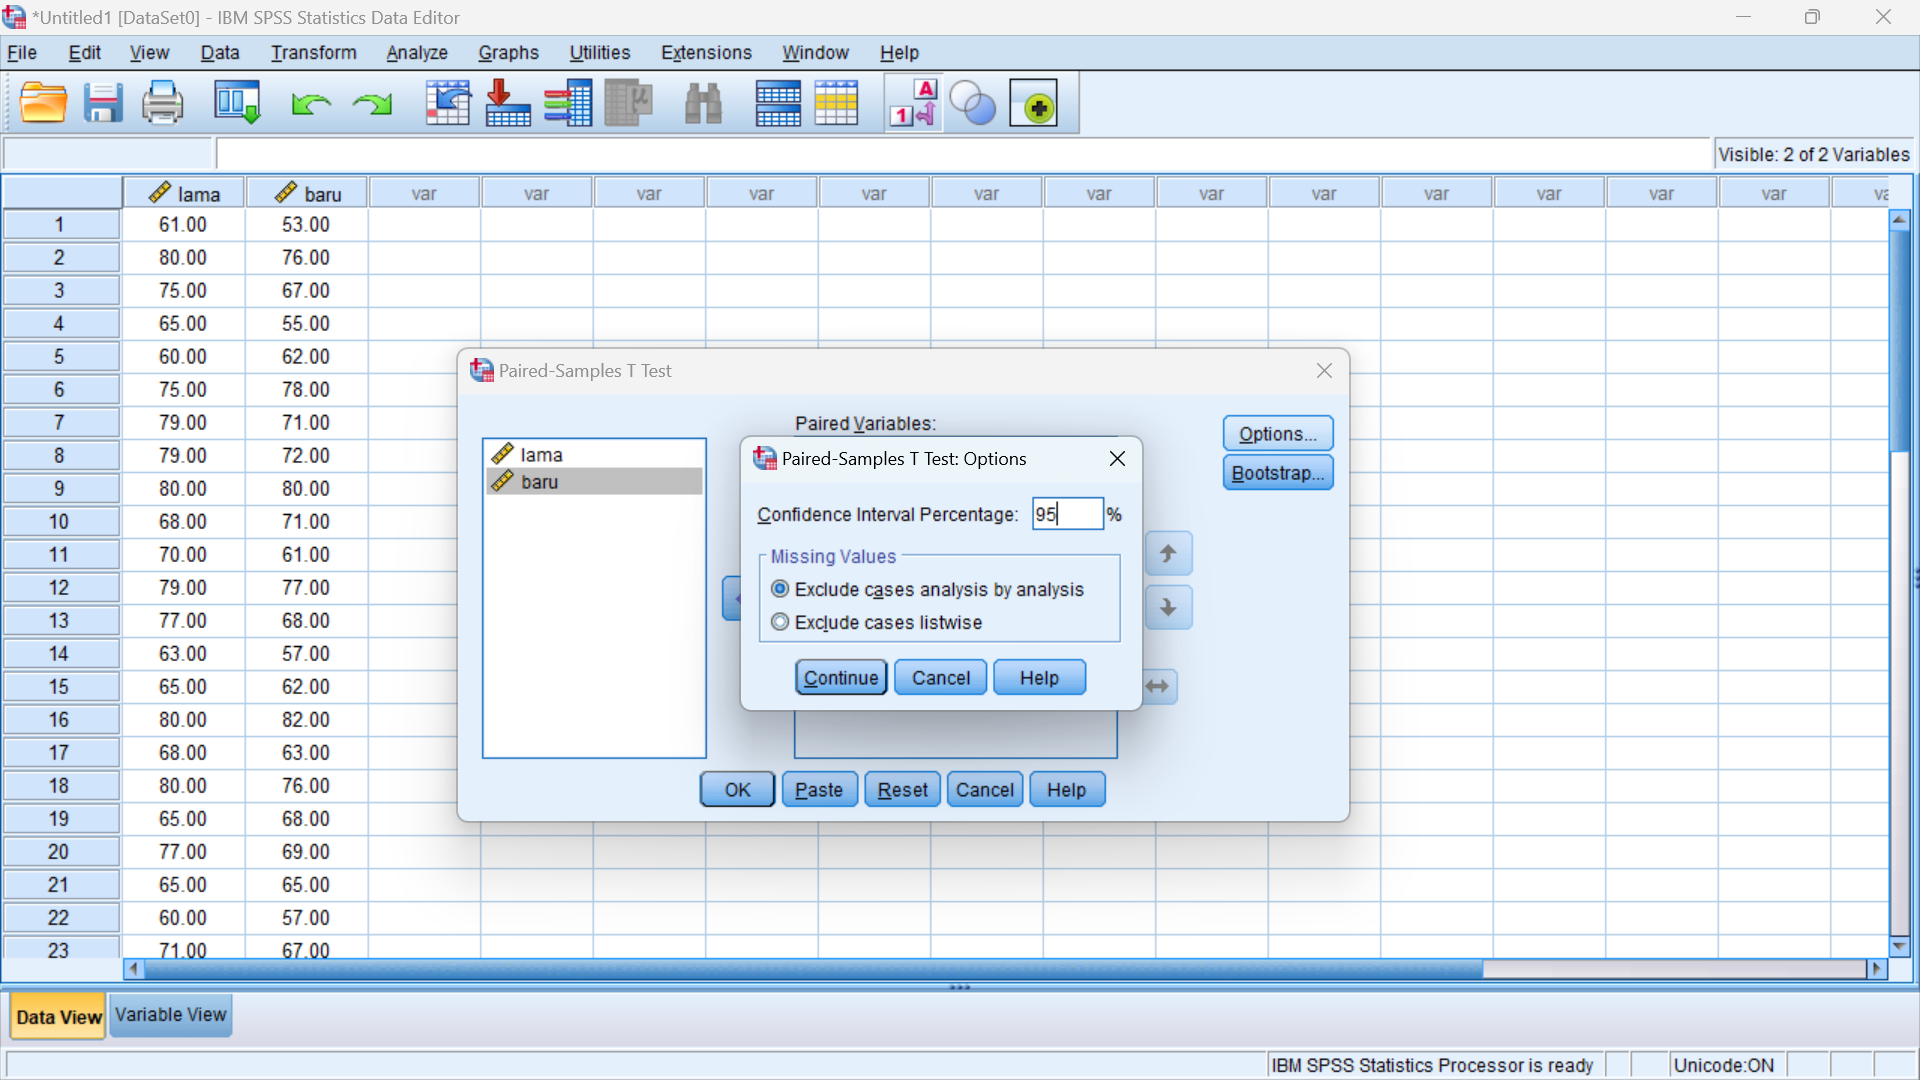 *Untitled1 [DataSet0] - IBM SPSS Statistics Data Editor
File Edit View Data Transform Analyze Graphs Utilities Extensions Window Help
Visible: 2 of 2 Variables
lama baru var var var var var var var var var var var var var va
1 61.00 53.00
2 80.00 76.00
3 75.00 67.00
4 65.00 55.00
5 60.00 62.00
6 75.00 78.00
7 79.00 71.00
8 79.00 72.00
9 80.00 80.00
10 68.00 71.00
11 70.00 61.00
12 79.00 77.00
13 77.00 68.00
14 63.00 57.00
15 65.00 62.00
16 80.00 82.00
17 68.00 63.00
18 80.00 76.00
19 65.00 68.00
20 77.00 69.00
21 65.00 65.00
22 60.00 57.00
23 71.00 67.00
Paired-Samples T Test
Paired Variables:
lama
baru
Options...
Bootstrap...
Paired-Samples T Test: Options
Confidence Interval Percentage: 95 %
Missing Values
Exclude cases analysis by analysis
Exclude cases listwise
Continue Cancel Help
OK Paste Reset Cancel Help
Data View Variable View
IBM SPSS Statistics Processor is ready Unicode:ON